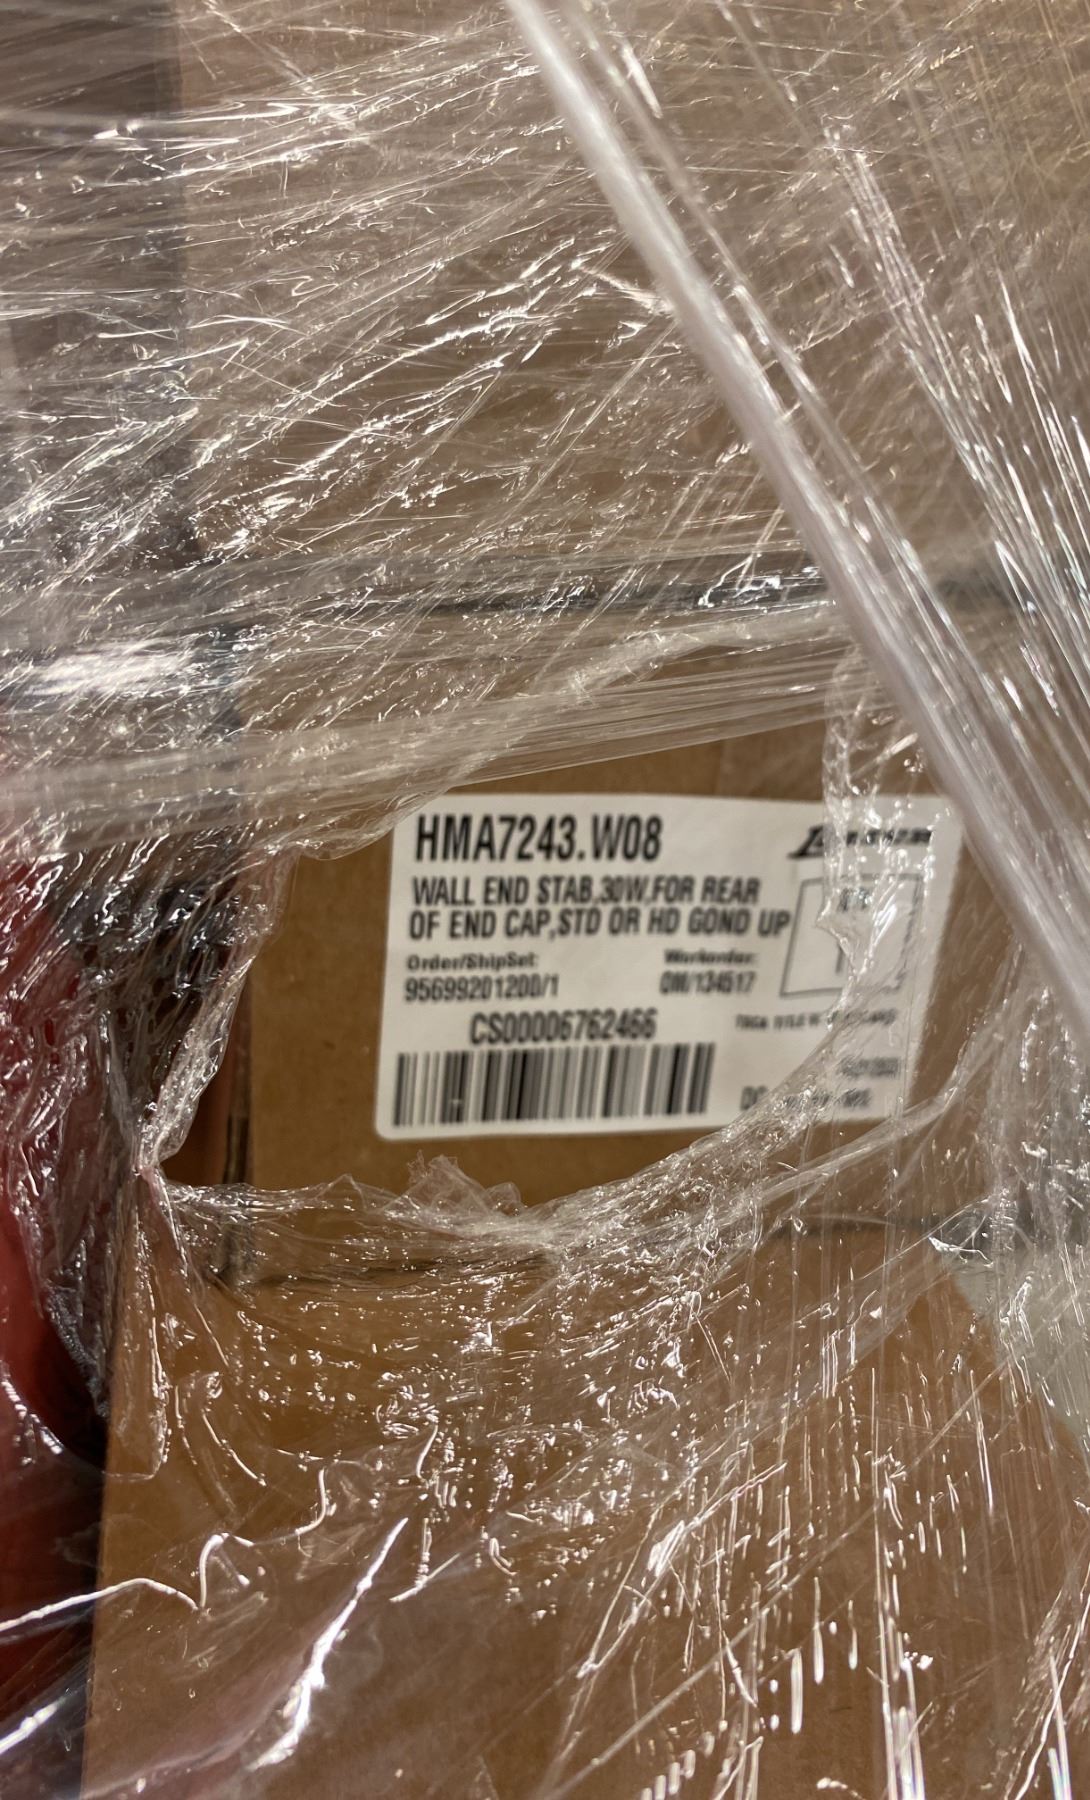 HMA7243.W08
WALL END STAB,30W,FOR REAR
OF END CAP,STD OR HD GOND UP
Order/ShipSet: Workorder:
95699201200/1 OM/134517
CS00006762466